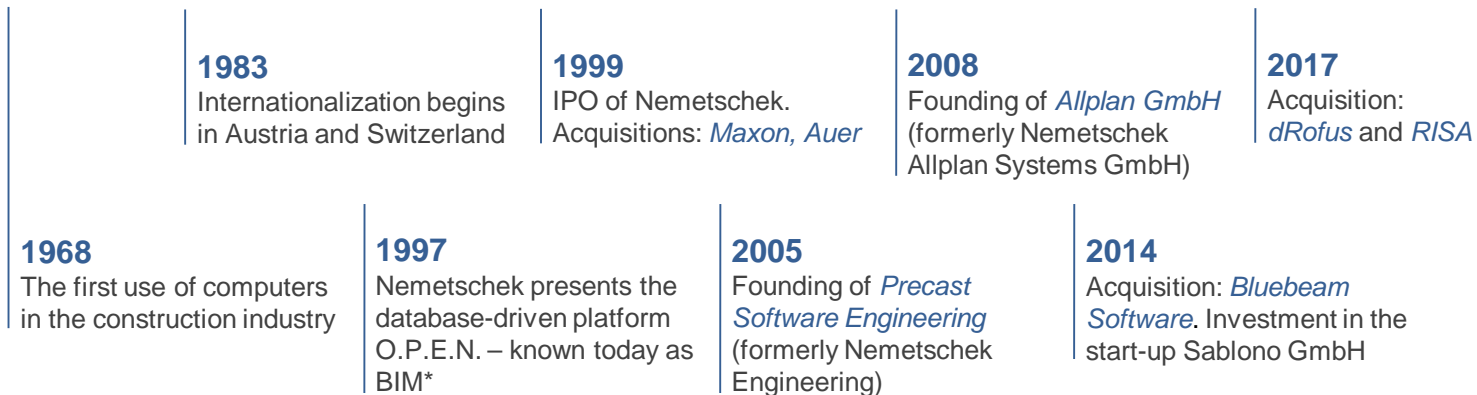 1983
Internationalization begins
in Austria and Switzerland
1999
IPO of Nemetschek.
Acquisitions: Maxon, Auer
2008
Founding of Allplan GmbH
(formerly Nemetschek
Allplan Systems GmbH)
2017
Acquisition:
dRofus and RISA
1968
The first use of computers
in the construction industry
1997
Nemetschek presents the
database-driven platform
O.P.E.N. – known today as
BIM*
2005
Founding of Precast
Software Engineering
(formerly Nemetschek
Engineering)
2014
Acquisition: Bluebeam
Software. Investment in the
start-up Sablono GmbH